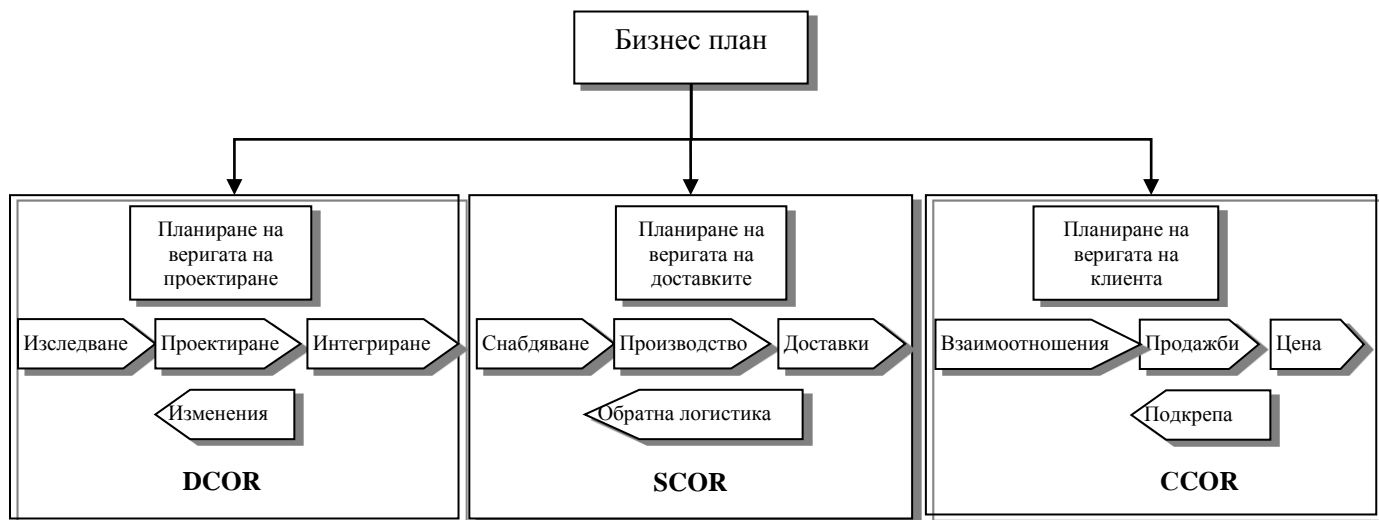 Бизнес план
Планиране на
веригата на
проектиране
Изследване
Проектиране
Интегриране
Изменения
DCOR
Планиране на
веригата на
доставките
Снабдяване
Производство
Доставки
Обратна логистика
SCOR
Планиране на
веригата на
клиента
Взаимоотношения
Продажби
Цена
Подкрепа
CCOR